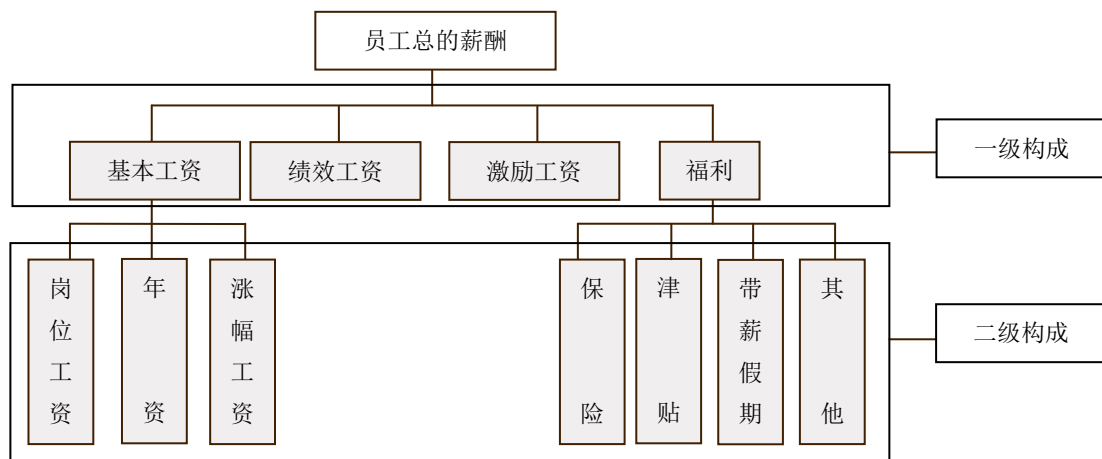 员工总的薪酬
基本工资
绩效工资
激励工资
福利
一级构成
岗位工资
年资
涨幅工资
保险
津贴
带薪假期
其他
二级构成